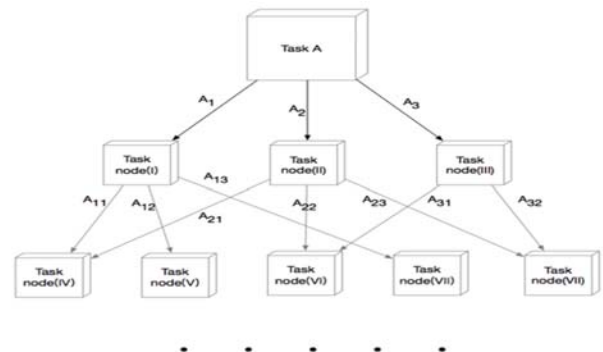 Task A
A1
A2
A3
Task
node(I)
Task
node(II)
Task
node(III)
A11
A12
A13
A21
A22
A23
A31
A32
Task
node(IV)
Task
node(V)
Task
node(VI)
Task
node(VII)
Task
node(VII)